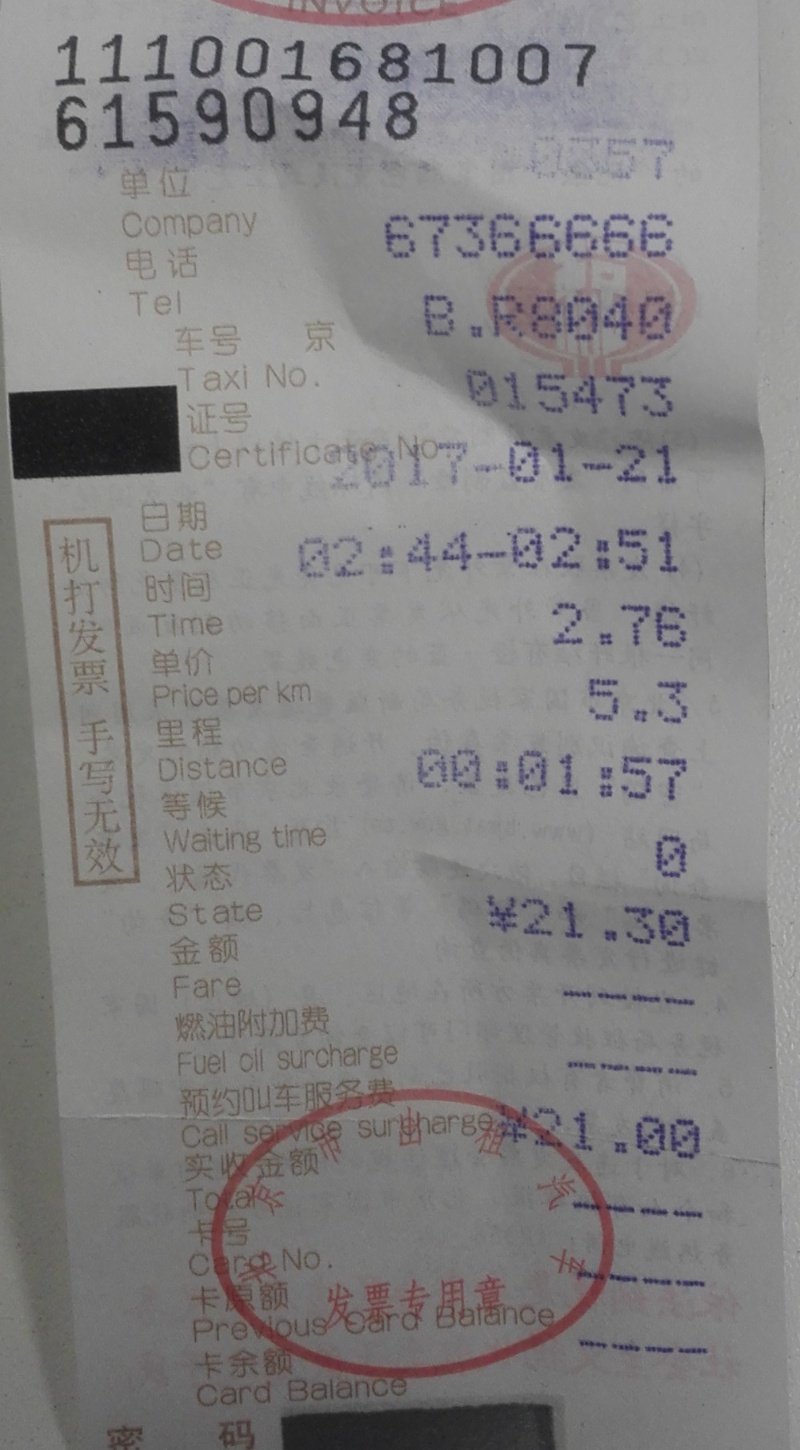 INVOICE
111001681007
61590948
单位
Company
67366666
电话
Tel
B.R8040
车号 京
Taxi No.
015473
证号
Certificate No
2017-01-21
日期
Date
02:44-02:51
时间
Time
2.76
单价
Price per km
5.3
里程
Distance
00:01:57
等候
Waiting time
0
状态
State
¥21.30
金额
Fare
----
燃油附加费
Fuel oil surcharge
----
预约叫车服务费
Call service surcharge
¥21.00
实收金额
Total
----
卡号
Card No.
----
卡原额
Previous Card Balance
----
卡余额
Card Balance
密 码
机打发票 手写无效
北京市出租汽车
发票专用章